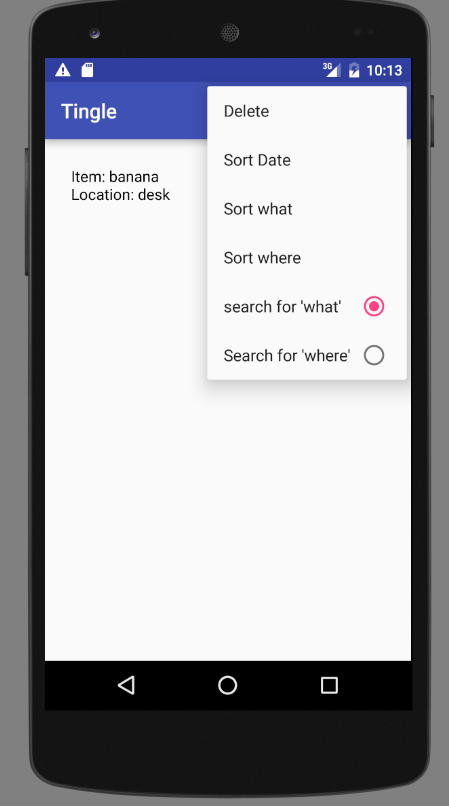 3G 10:13
Tingle
Item: banana
Location: desk
Delete
Sort Date
Sort what
Sort where
search for 'what'
Search for 'where'